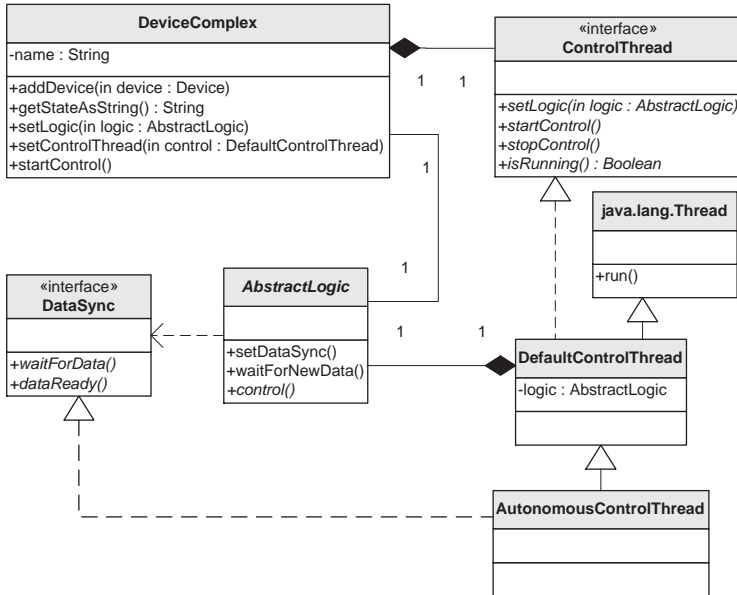 DeviceComplex
-name : String
+addDevice(in device : Device)
+getStateAsString() : String
+setLogic(in logic : AbstractLogic)
+setControlThread(in control : DefaultControlThread)
+startControl()
1
1
«interface»
ControlThread
+setLogic(in logic : AbstractLogic)
+startControl()
+stopControl()
+isRunning() : Boolean
1
1
java.lang.Thread
+run()
«interface»
DataSync
+waitForData()
+dataReady()
AbstractLogic
+setDataSync()
+waitForNewData()
+control()
1
1
DefaultControlThread
-logic : AbstractLogic
AutonomousControlThread